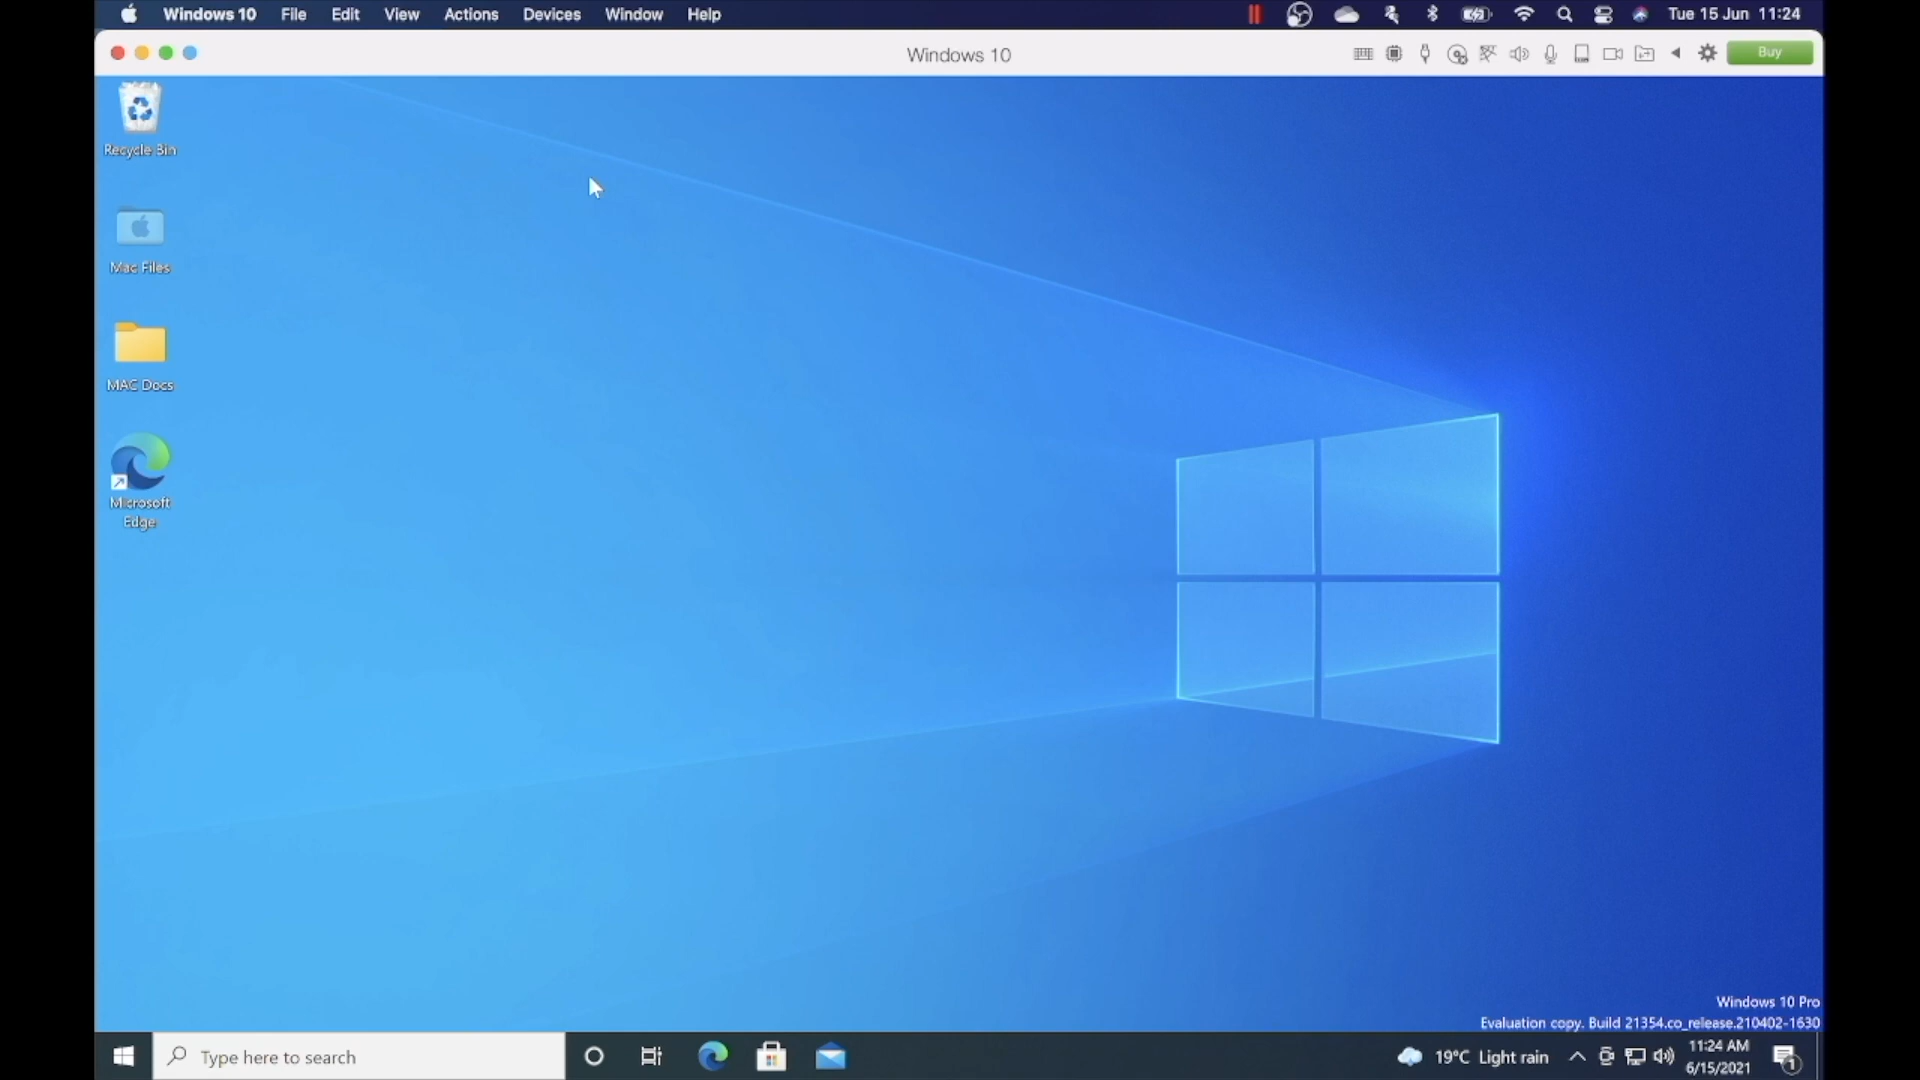 Windows 10 File Edit View Actions Devices Window Help Tue 15 Jun 11:24
Windows 10 Buy
Recycle Bin
Mac Files
MAC Docs
Microsoft
Edge
Windows 10 Pro
Evaluation copy. Build 21354.co_release.210402-1630
Type here to search 19°C Light rain 11:24 AM
6/15/2021
1